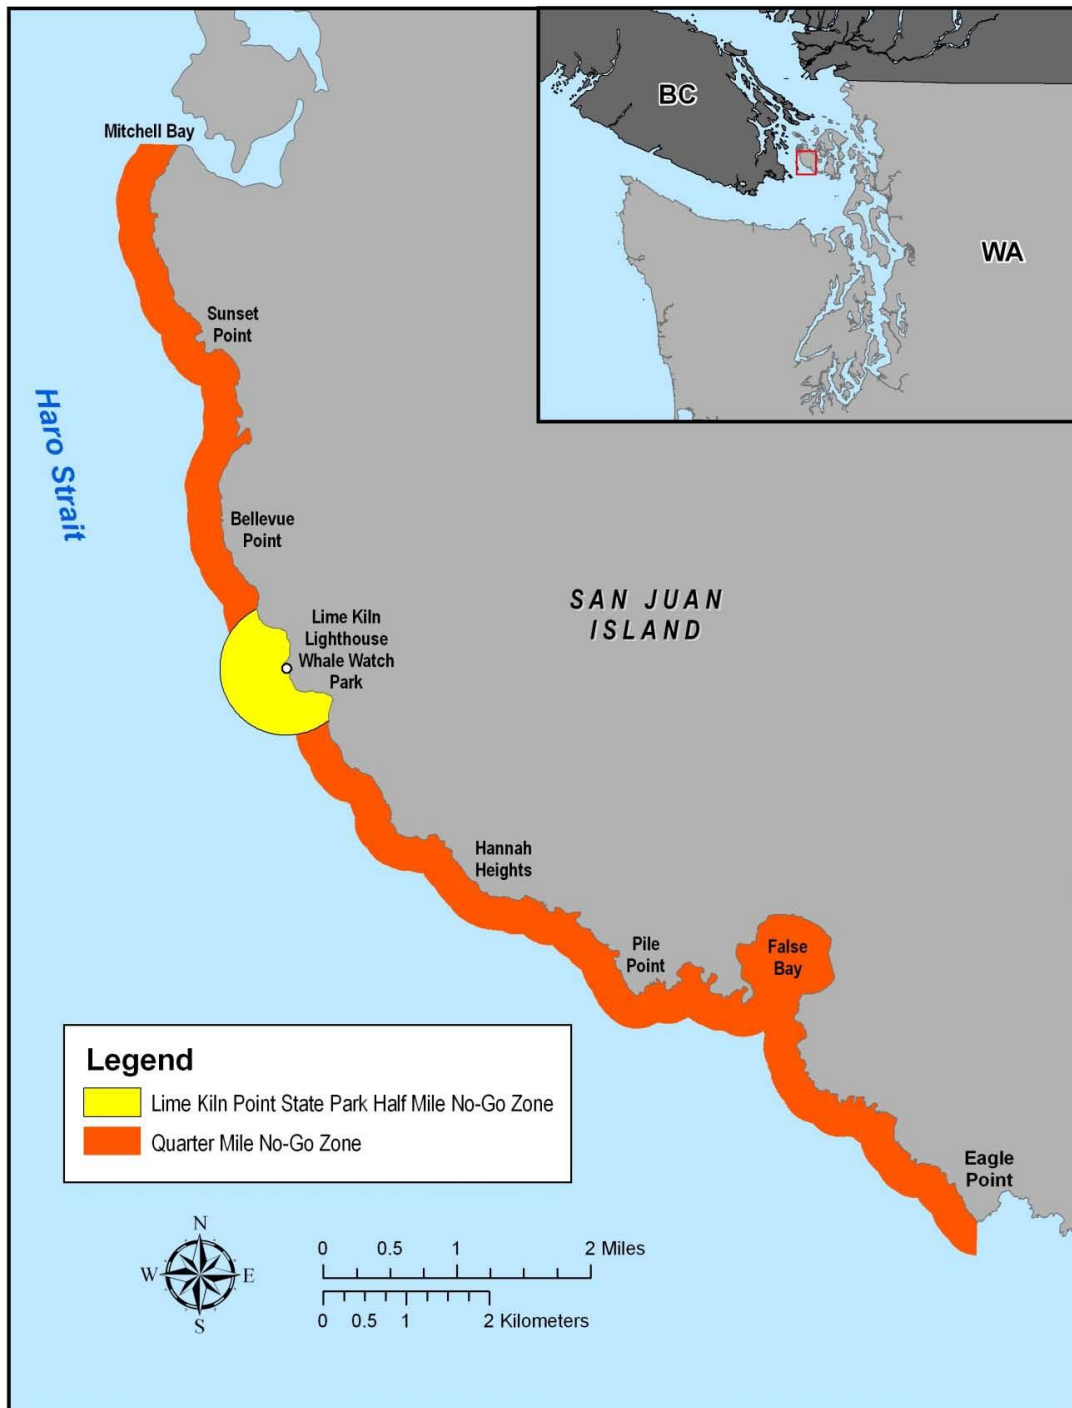 BC
WA
Mitchell Bay
Sunset
Point
Haro Strait
Bellevue
Point
SAN JUAN
ISLAND
Lime Kiln
Lighthouse
Whale Watch
Park
Hannah
Heights
Pile
Point
False
Bay
Eagle
Point
Legend
Lime Kiln Point State Park Half Mile No-Go Zone
Quarter Mile No-Go Zone
N
W E
S
0 0.5 1 2 Miles
0 0.5 1 2 Kilometers